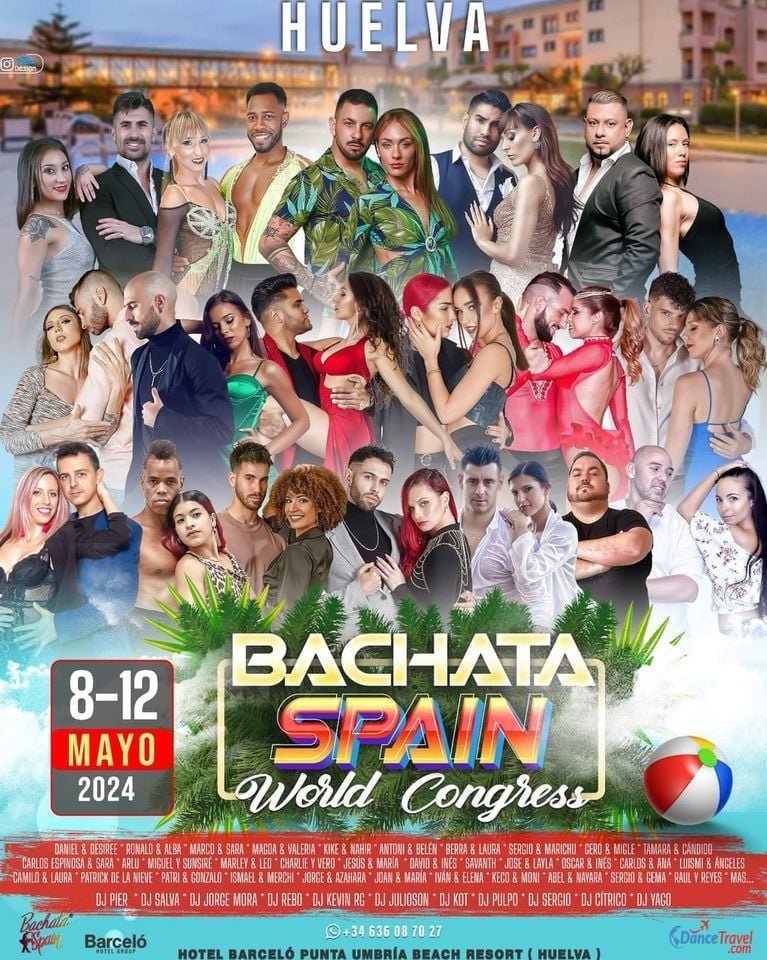 HUELVA
Design
BACHATA
SPAIN
World Congress
8-12
MAYO
2024
DANIEL & DESIREE * RONALD & ALBA * MARCO & SARA * MAGDA & VALERIA * KIKE & NAHIR * ANTONI & BELÉN * BERRA & LAURA * SERGIO & MARICHU * GERO & MIGLE * TAMARA & CÁNDIDO
CARLOS ESPINOSA & SARA * ARLU * MIGUEL Y SUNSIRÉ * MARLEY & LEO * CHARLIE Y VERO * JESÚS & MARÍA * DAVID & INÉS * SAVANTH * JOSE & LAYLA * OSCAR & INÉS * CARLOS & ANA * LUISMI & ÁNGELES
CAMILO & LAURA * PATRICK DE LA NIEVE * PATRI & GONZALO * ISMAEL & MERCHI * JORGE & AZAHARA * JOAN & MARÍA * IVÁN & ELENA * KECO & MONI * ABEL & NAYARA * SERGIO & GEMA * RAUL Y REYES * MAS...
DJ PIER * DJ SALVA * DJ JORGE MORA * DJ REBO * DJ KEVIN RG * DJ JULIOSON * DJ KOT * DJ PULPO * DJ SERGIO * DJ CÍTRICO * DJ YAGO
Bachata Spain
Barceló
HOTEL GROUP
+34 636 08 70 27
DanceTravel
.com
HOTEL BARCELÓ PUNTA UMBRÍA BEACH RESORT ( HUELVA )